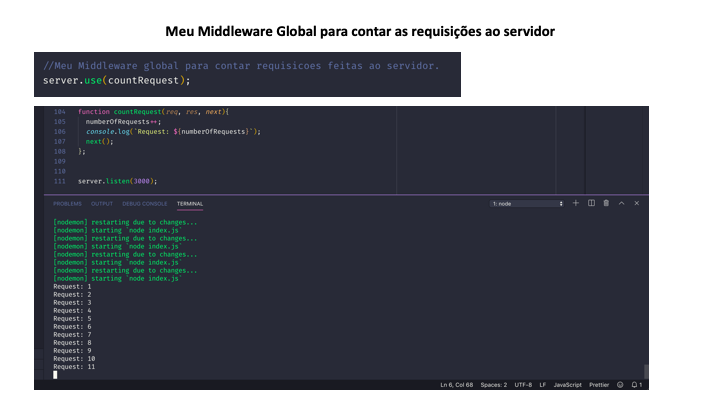 Meu Middleware Global para contar as requisições ao servidor
//Meu Middleware global para contar requisicoes feitas ao servidor.
server.use(countRequest);
104 function countRequest(req, res, next){
105 numberOfRequests++;
106 console.log(`Request: ${numberOfRequests}`);
107 next();
108 };
109
110
111 server.listen(3000);
PROBLEMS OUTPUT DEBUG CONSOLE TERMINAL 1: node
[nodemon] restarting due to changes...
[nodemon] starting `node index.js`
[nodemon] restarting due to changes...
[nodemon] starting `node index.js`
[nodemon] restarting due to changes...
[nodemon] starting `node index.js`
[nodemon] restarting due to changes...
[nodemon] starting `node index.js`
Request: 1
Request: 2
Request: 3
Request: 4
Request: 5
Request: 6
Request: 7
Request: 8
Request: 9
Request: 10
Request: 11
Ln 6, Col 68 Spaces: 2 UTF-8 LF JavaScript Prettier 1